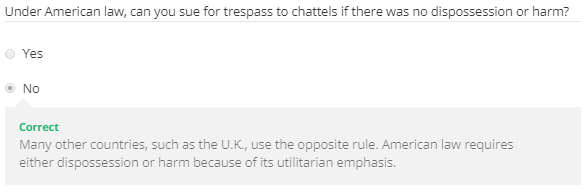 Under American law, can you sue for trespass to chattels if there was no dispossession or harm?
Yes
No
Correct
Many other countries, such as the U.K., use the opposite rule. American law requires
either dispossession or harm because of its utilitarian emphasis.